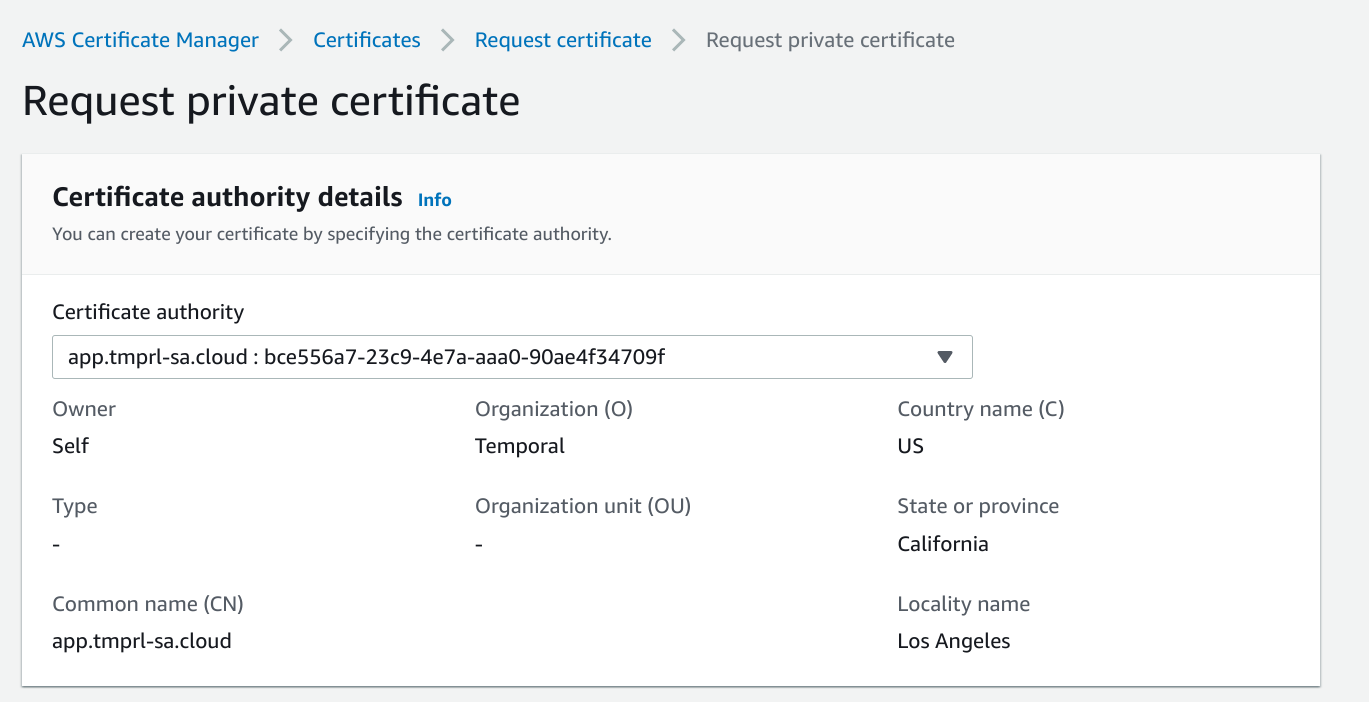 AWS Certificate Manager > Certificates > Request certificate > Request private certificate
Request private certificate
Certificate authority details Info
You can create your certificate by specifying the certificate authority.
Certificate authority
app.tmprl-sa.cloud : bce556a7-23c9-4e7a-aaa0-90ae4f34709f
Owner
Self
Organization (O)
Temporal
Country name (C)
US
Type
-
Organization unit (OU)
-
State or province
California
Common name (CN)
app.tmprl-sa.cloud
Locality name
Los Angeles